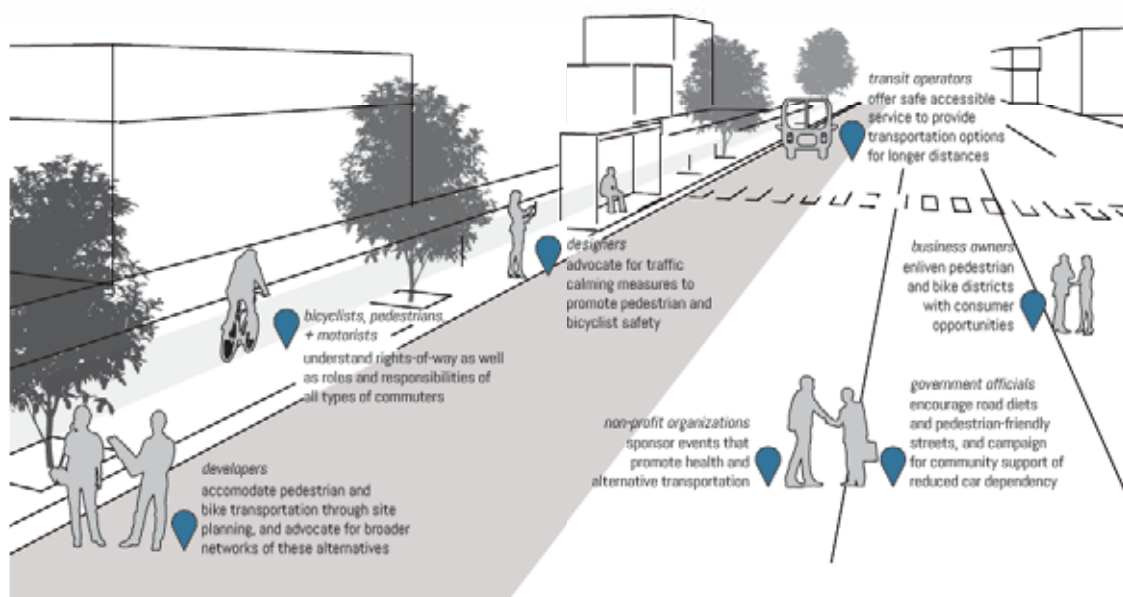 transit operators
offer safe accessible
service to provide
transportation options
for longer distances
designers
advocate for traffic
calming measures to
promote pedestrian and
bicyclist safety
business owners
enliven pedestrian
and bike districts
with consumer
opportunities
bicyclists, pedestrians,
+ motorists
understand rights-of-way as well
as roles and responsibilities of
all types of commuters
non-profit organizations
sponsor events that
promote health and
alternative transportation
government officials
encourage road diets
and pedestrian-friendly
streets, and campaign
for community support of
reduced car dependency
developers
accomodate pedestrian and
bike transportation through site
planning, and advocate for broader
networks of these alternatives